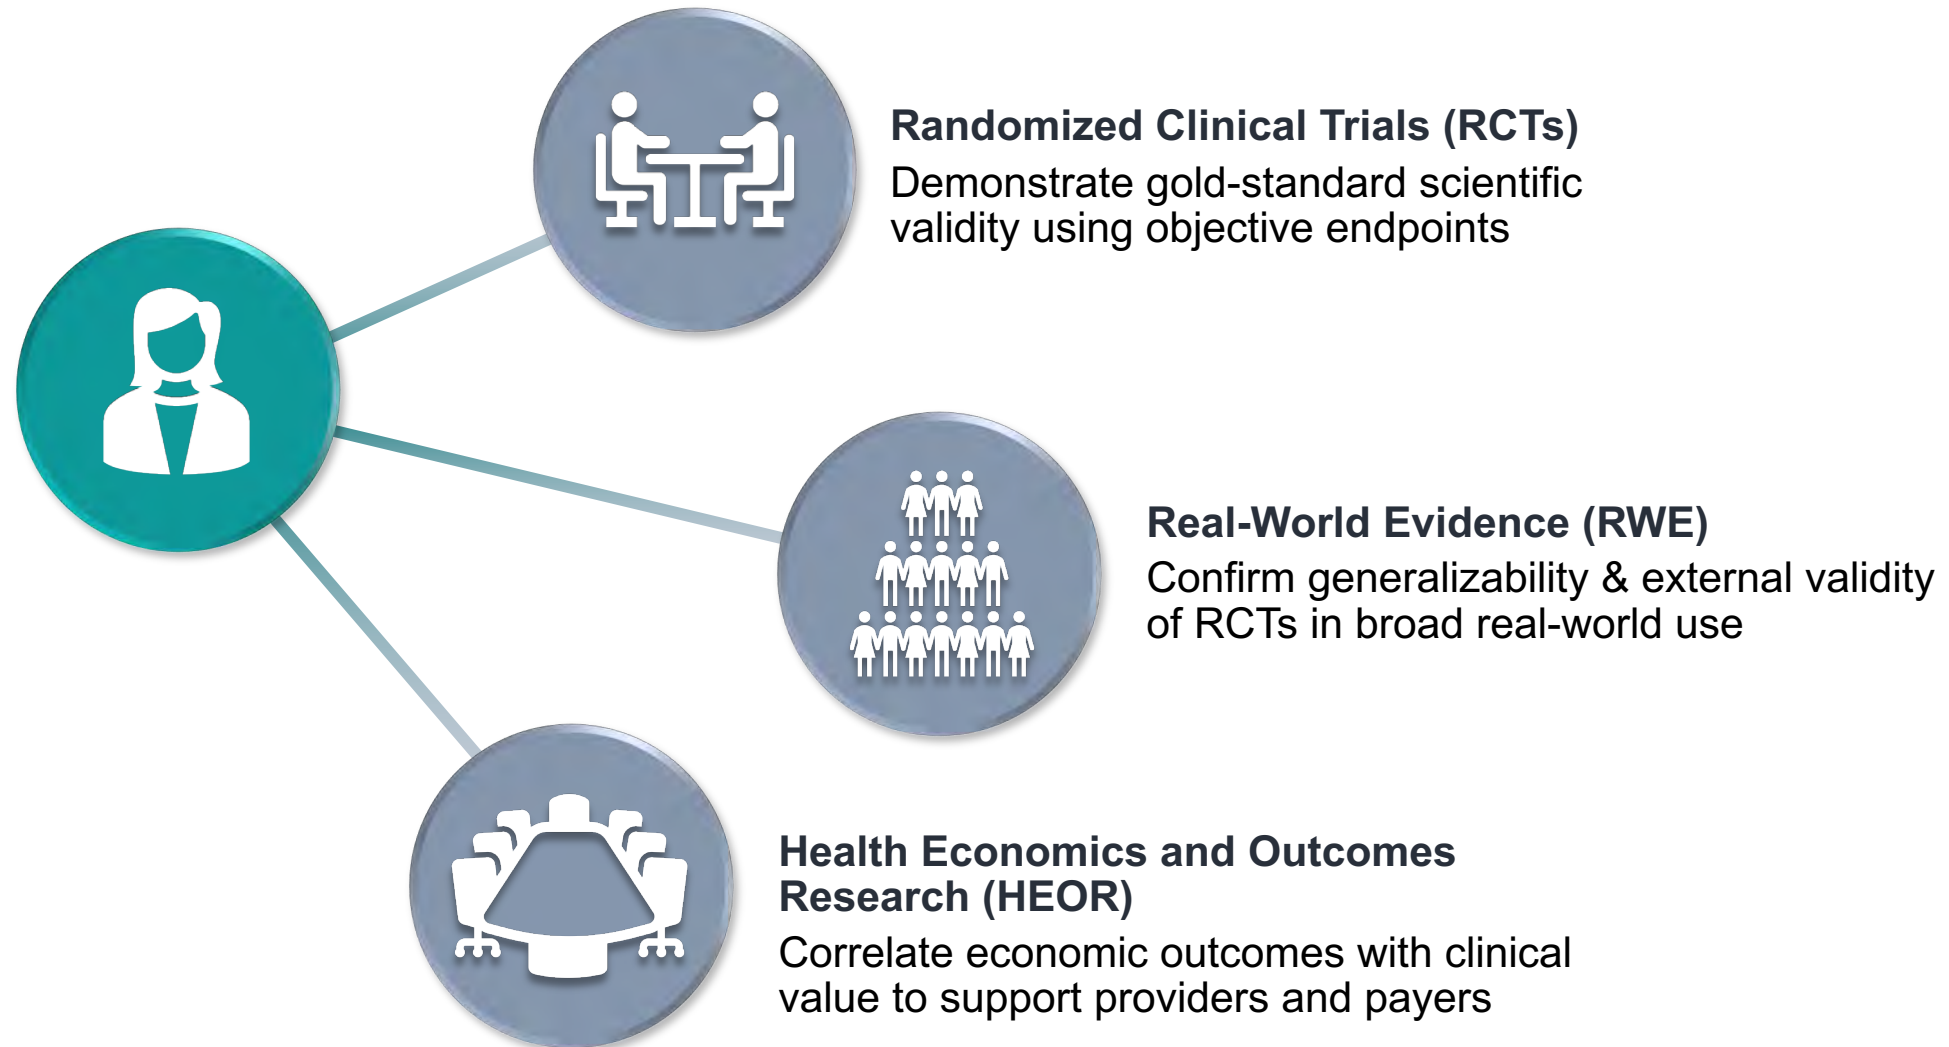 Randomized Clinical Trials (RCTs)
Demonstrate gold-standard scientific
validity using objective endpoints
Real-World Evidence (RWE)
Confirm generalizability & external validity
of RCTs in broad real-world use
Health Economics and Outcomes
Research (HEOR)
Correlate economic outcomes with clinical
value to support providers and payers